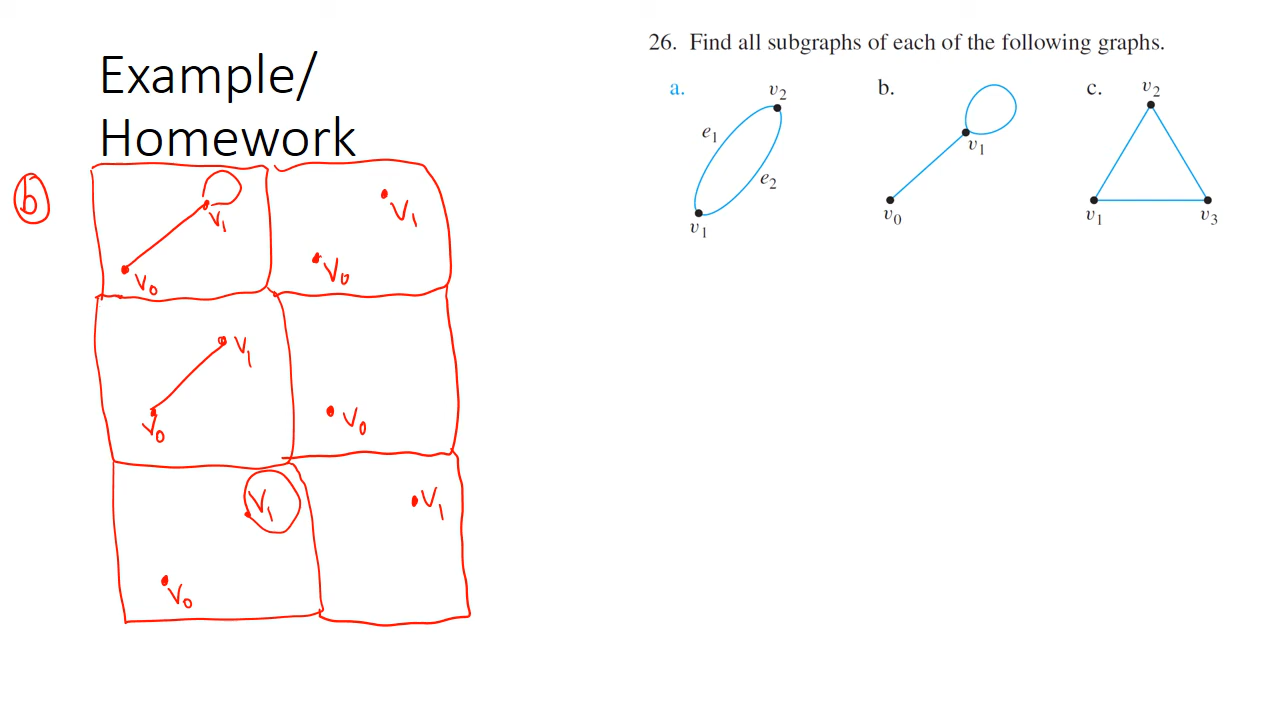 Example/
Homework
26. Find all subgraphs of each of the following graphs.
a.
v₂
e₁
e₂
v₁
b.
v₁
v₀
c.
v₂
v₁
v₃
b
V₁
V₀
V₁
V₀
V₁
V₀
V₀
V₁
V₀
V₁